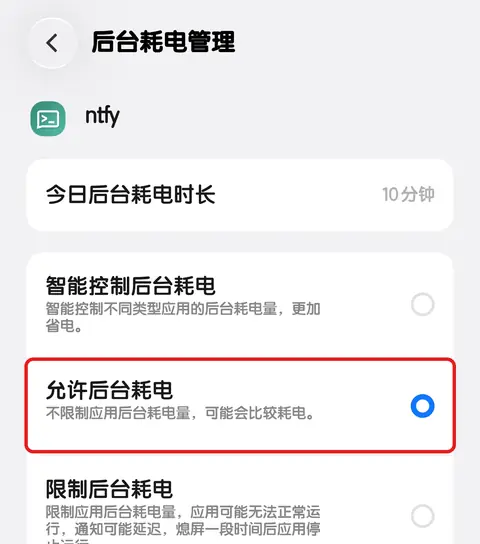 后台耗电管理
ntfy
今日后台耗电时长
10 分钟
智能控制后台耗电
智能控制不同类型应用的后台耗电量，更加
省电。
允许后台耗电
不限制应用后台耗电量，可能会比较耗电。
限制后台耗电
限制应用后台耗电量，应用可能无法正常运
行，通知可能延迟，熄屏一段时间后应用停
止运行。